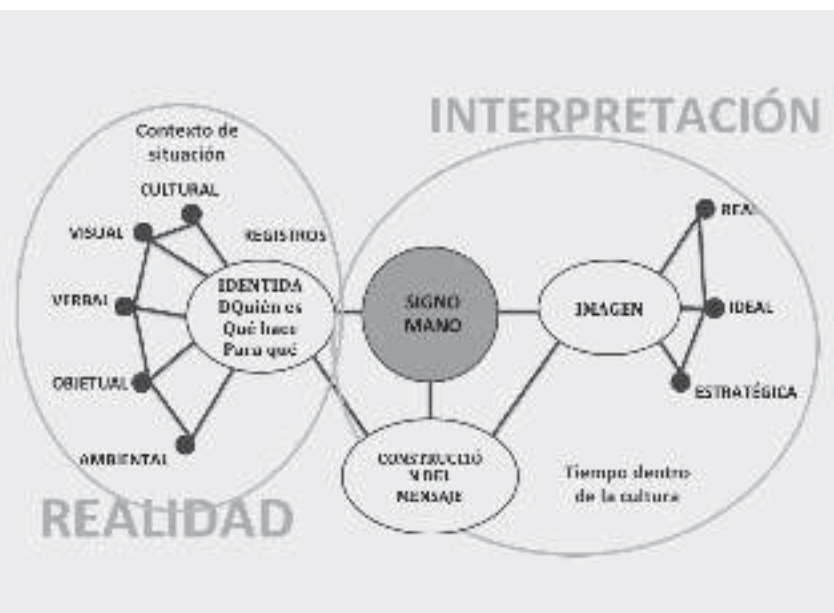 INTERPRETACIÓN
Contexto de
situación
CULTURAL
VISUAL
REGISTROS
VERBAL
OBJETUAL
AMBIENTAL
IDENTIDA
DQuién es
Qué hace
Para qué
REALIDAD
SIGNO
MANO
CONSTRUCCIÓ
N DEL
MENSAJE
IMAGEN
REAL
IDEAL
ESTRATÉGICA
Tiempo dentro
de la cultura